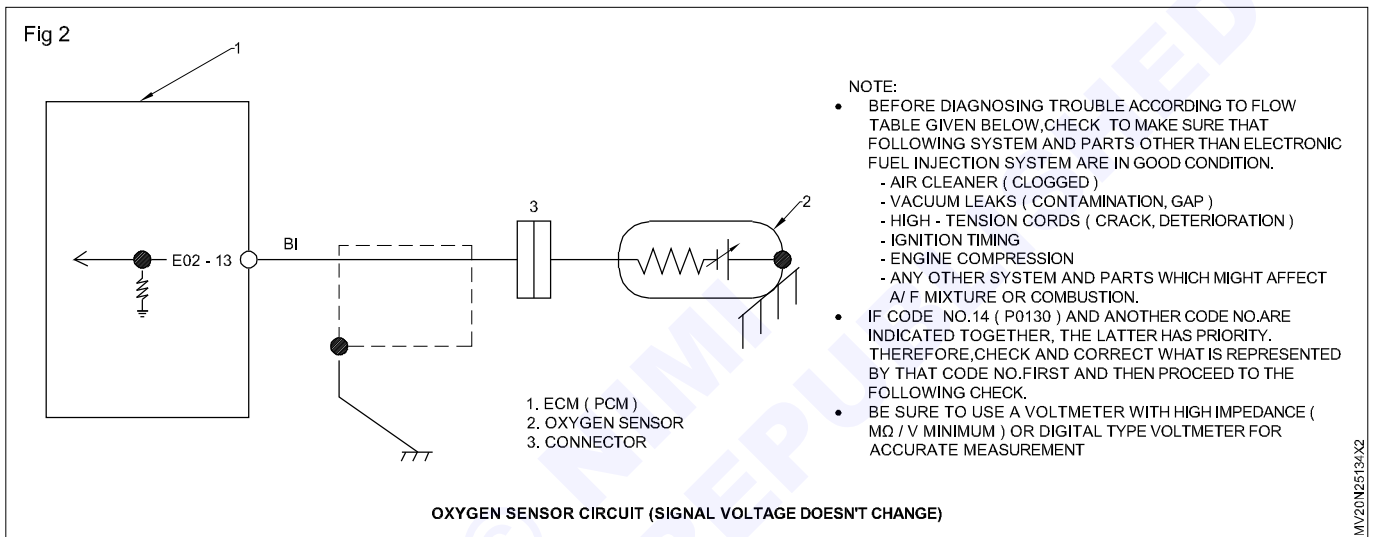 Fig 2
1
E02 - 13
BI
3
2
1. ECM ( PCM )
2. OXYGEN SENSOR
3. CONNECTOR
NOTE:
• BEFORE DIAGNOSING TROUBLE ACCORDING TO FLOW
TABLE GIVEN BELOW,CHECK TO MAKE SURE THAT
FOLLOWING SYSTEM AND PARTS OTHER THAN ELECTRONIC
FUEL INJECTION SYSTEM ARE IN GOOD CONDITION.
- AIR CLEANER ( CLOGGED )
- VACUUM LEAKS ( CONTAMINATION, GAP )
- HIGH - TENSION CORDS ( CRACK, DETERIORATION )
- IGNITION TIMING
- ENGINE COMPRESSION
- ANY OTHER SYSTEM AND PARTS WHICH MIGHT AFFECT
A/ F MIXTURE OR COMBUSTION.
• IF CODE NO.14 ( P0130 ) AND ANOTHER CODE NO.ARE
INDICATED TOGETHER, THE LATTER HAS PRIORITY.
THEREFORE,CHECK AND CORRECT WHAT IS REPRESENTED
BY THAT CODE NO.FIRST AND THEN PROCEED TO THE
FOLLOWING CHECK.
• BE SURE TO USE A VOLTMETER WITH HIGH IMPEDANCE (
MΩ / V MINIMUM ) OR DIGITAL TYPE VOLTMETER FOR
ACCURATE MEASUREMENT
OXYGEN SENSOR CIRCUIT (SIGNAL VOLTAGE DOESN'T CHANGE)
MV20N25134X2
© NIMI
REPUBLISHED